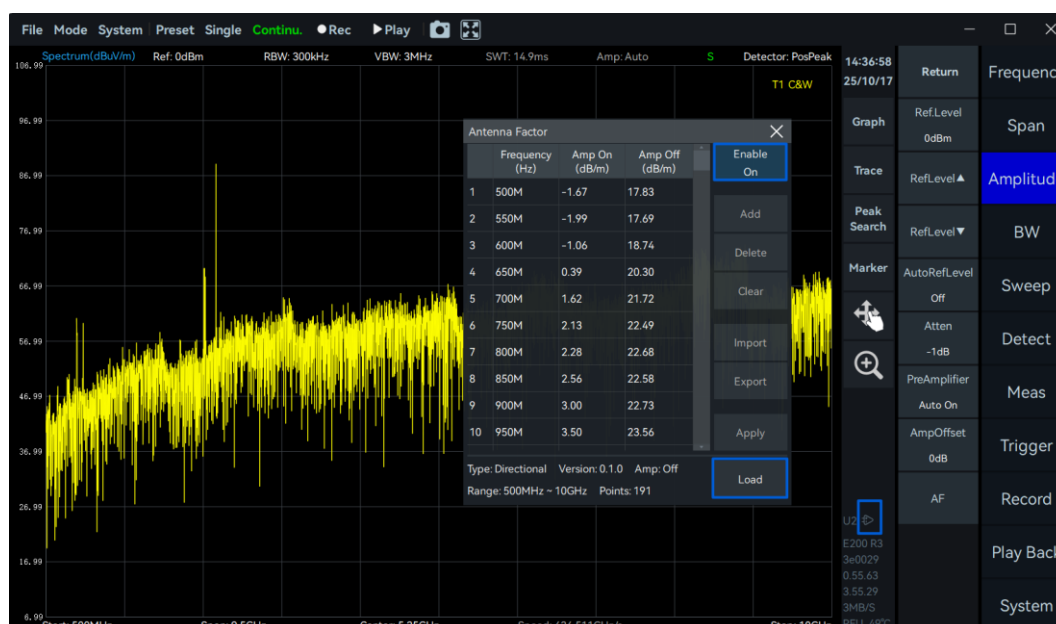 File Mode System Preset Single Continu. Rec Play
Spectrum(dBuV/m) Ref: 0dBm RBW: 300kHz VBW: 3MHz SWT: 14.9ms Amp: Auto S Detector: PosPeak
T1 C&W
106.99
96.99
86.99
76.99
66.99
56.99
46.99
36.99
26.99
16.99
6.99
Antenna Factor
Frequency (Hz) Amp On (dB/m) Amp Off (dB/m)
1 500M -1.67 17.83
2 550M -1.99 17.69
3 600M -1.06 18.74
4 650M 0.39 20.30
5 700M 1.62 21.72
6 750M 2.13 22.49
7 800M 2.28 22.68
8 850M 2.56 22.58
9 900M 3.00 22.73
10 950M 3.50 23.56
Type: Directional Version: 0.1.0 Amp: Off
Range: 500MHz ~ 10GHz Points: 191
Enable
On
Add
Delete
Clear
Import
Export
Apply
Load
14:36:58
25/10/17
Graph
Trace
Peak
Search
Marker
U2
E200 R3
3e0029
0.55.63
3.55.29
3MB/S
Return
Ref.Level
0dBm
RefLevel▲
RefLevel▼
AutoRefLevel
Off
Atten
-1dB
PreAmplifier
Auto On
AmpOffset
0dB
AF
Frequenc
Span
Amplitud
BW
Sweep
Detect
Meas
Trigger
Record
Play Back
System